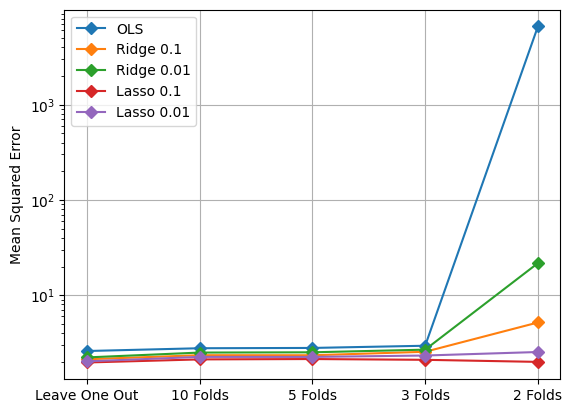 OLS
Ridge 0.1
Ridge 0.01
Lasso 0.1
Lasso 0.01
Mean Squared Error
10³
10²
10¹
Leave One Out 10 Folds 5 Folds 3 Folds 2 Folds